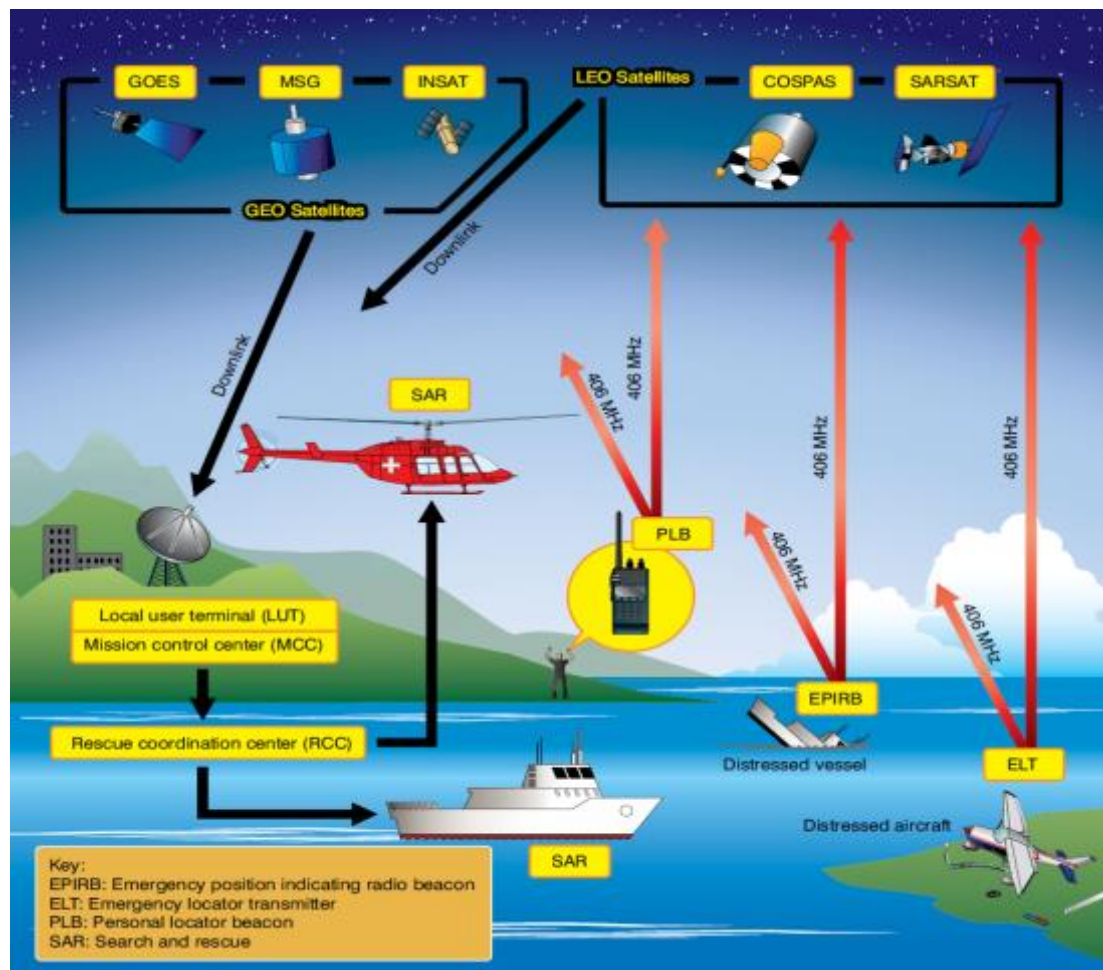 GOES
MSG
INSAT
LEO Satellites
COSPAS
SARSAT
GEO Satellites
Downlink
Downlink
406 MHz
406 MHz
406 MHz
406 MHz
406 MHz
406 MHz
SAR
PLB
Local user terminal (LUT)
Mission control center (MCC)
EPIRB
Rescue coordination center (RCC)
Distressed vessel
ELT
Distressed aircraft
SAR
Key:
EPIRB: Emergency position indicating radio beacon
ELT: Emergency locator transmitter
PLB: Personal locator beacon
SAR: Search and rescue